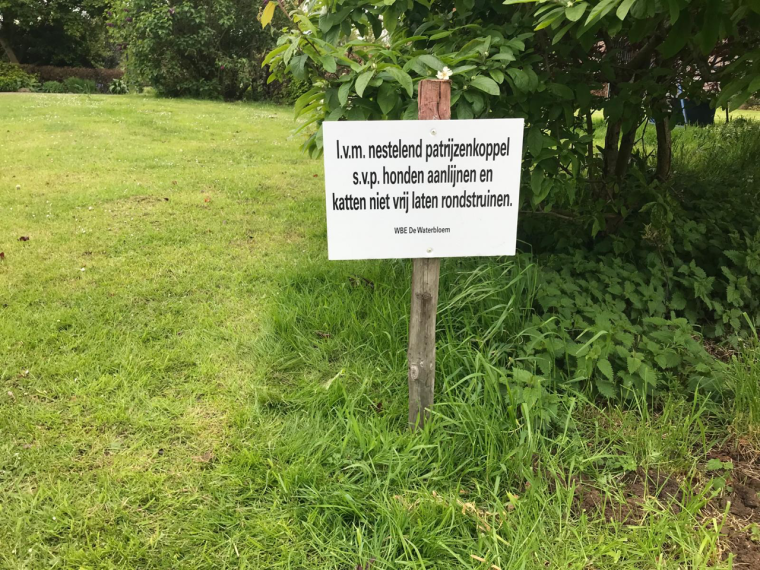 I.v.m. nestelend patrijzenkoppel
s.v.p. honden aanlijnen en
katten niet vrij laten rondstruinen.
WBE De Waterbloem